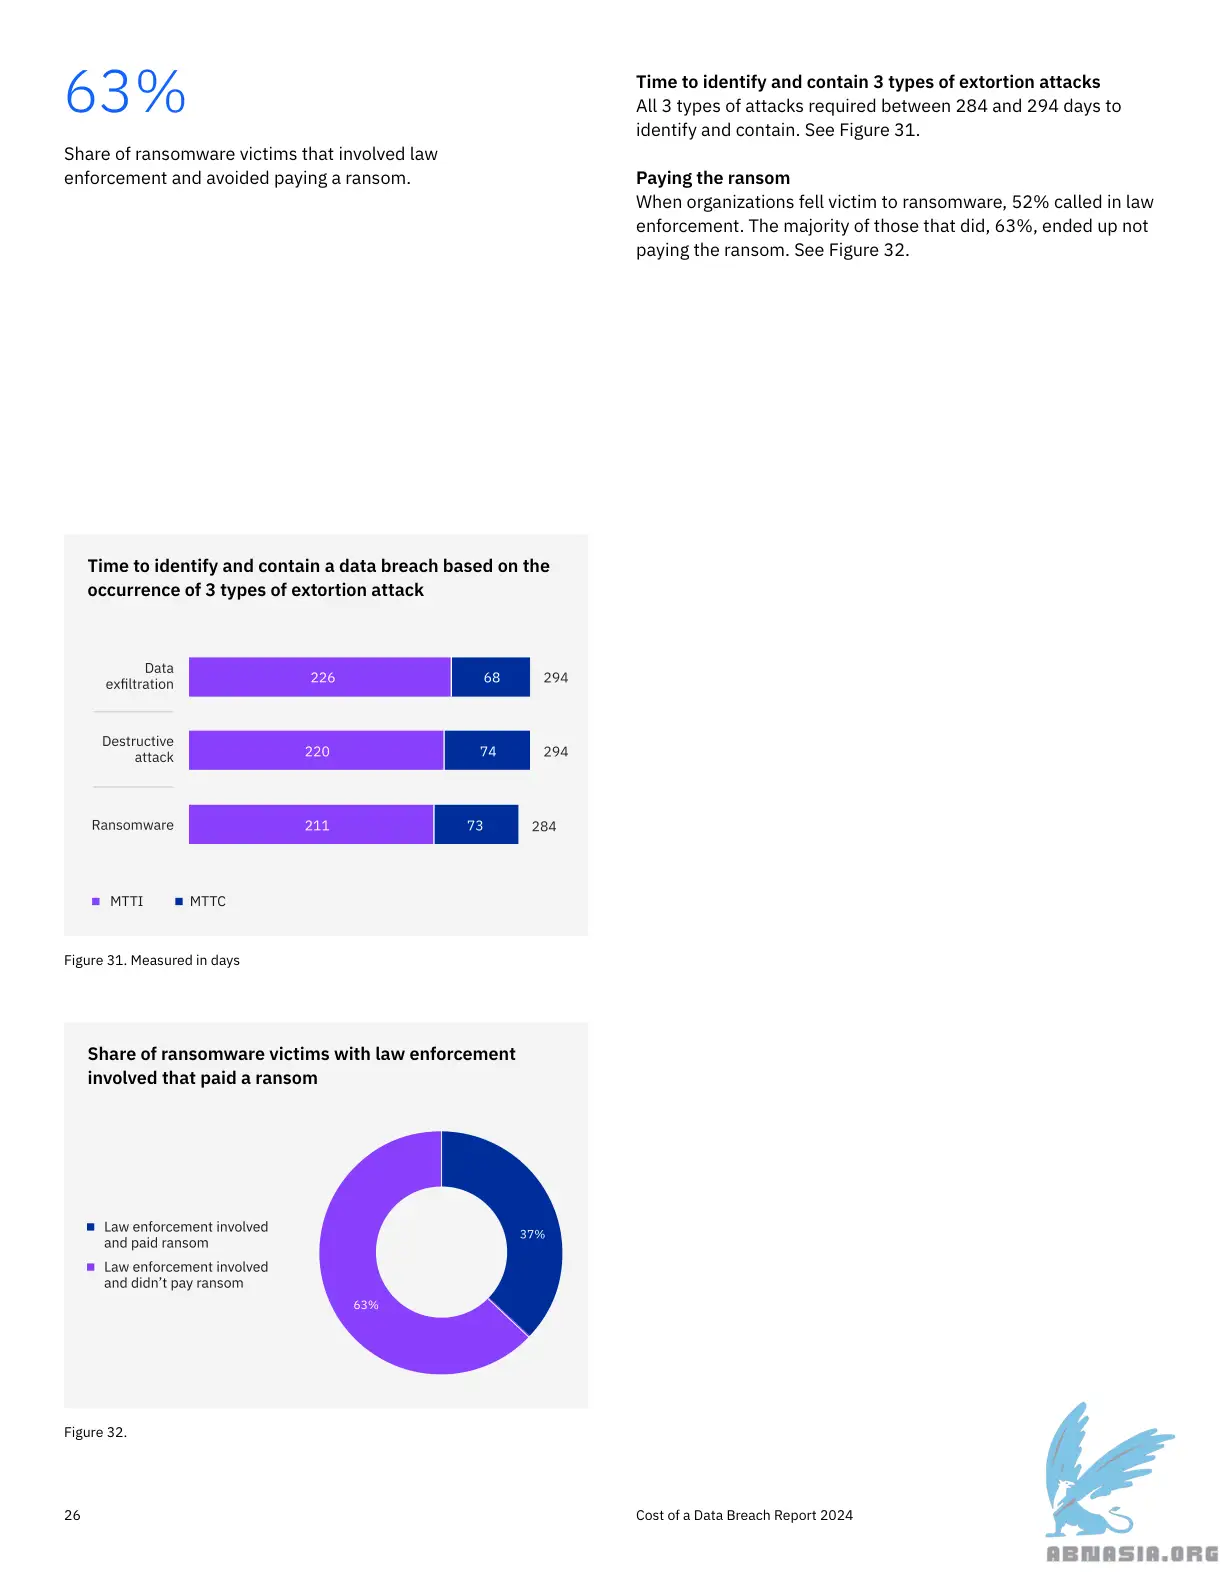 63%
Share of ransomware victims that involved law
enforcement and avoided paying a ransom.
Time to identify and contain 3 types of extortion attacks
All 3 types of attacks required between 284 and 294 days to
identify and contain. See Figure 31.
Paying the ransom
When organizations fell victim to ransomware, 52% called in law
enforcement. The majority of those that did, 63%, ended up not
paying the ransom. See Figure 32.
Time to identify and contain a data breach based on the
occurrence of 3 types of extortion attack
Data
exfiltration
226
68
294
Destructive
attack
220
74
294
Ransomware
211
73
284
MTTI
MTTC
Figure 31. Measured in days
Share of ransomware victims with law enforcement
involved that paid a ransom
Law enforcement involved
and paid ransom
Law enforcement involved
and didn’t pay ransom
37%
63%
Figure 32.
26
Cost of a Data Breach Report 2024
ABNASIA.ORG